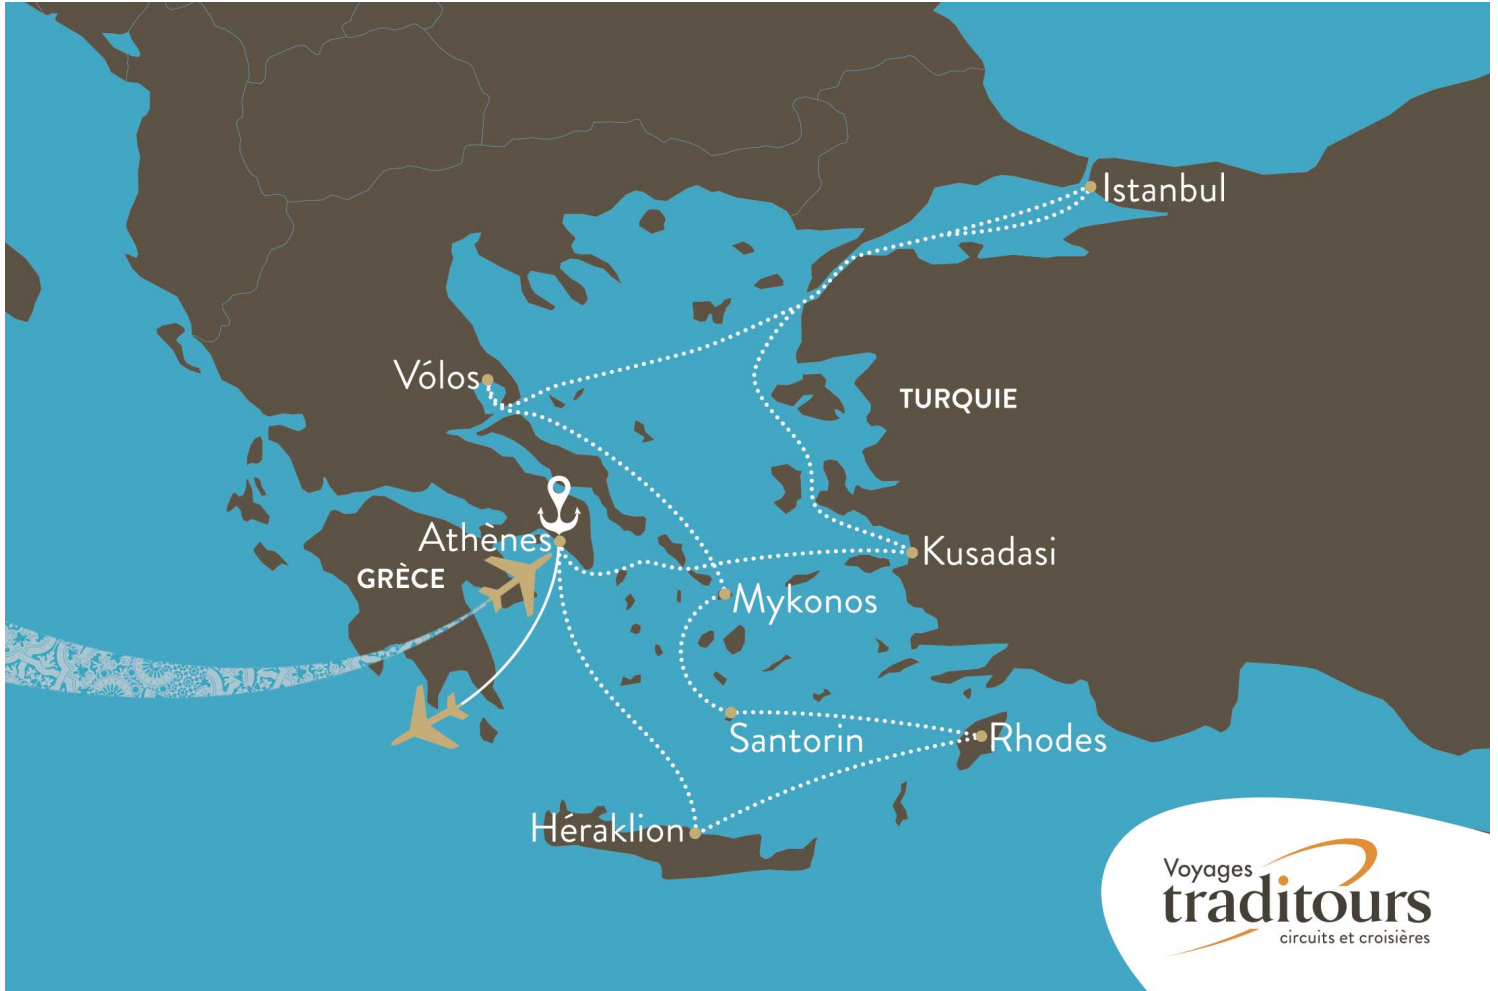 Istanbul
Vólos
TURQUIE
Athènes
Kusadasi
GRÈCE
Mykonos
Santorin
Rhodes
Héraklion
Voyages
traditours
circuits et croisières